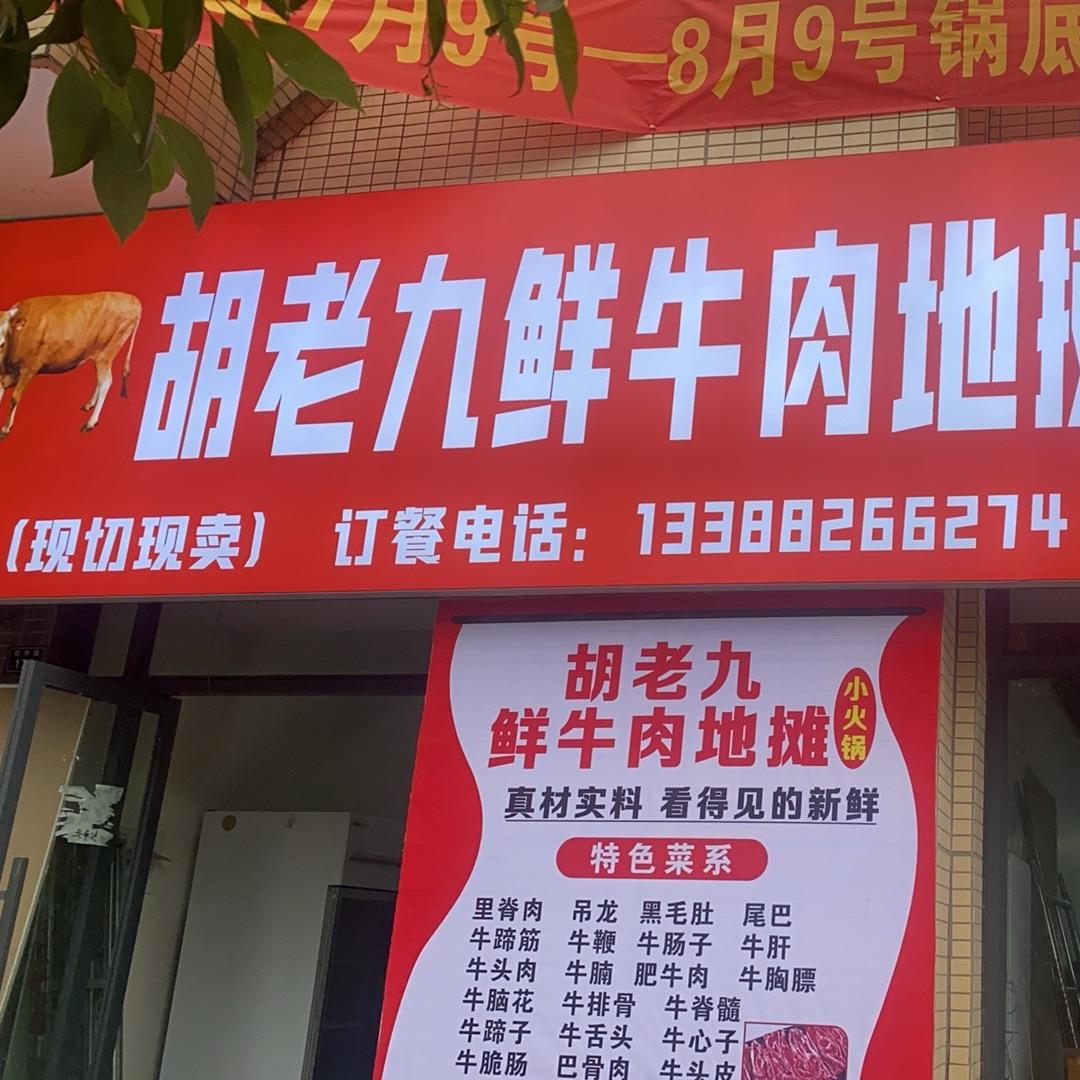 7月9号—8月9号锅底
胡老九鲜牛肉地摊
(现切现卖) 订餐电话: 13388266274
胡老九
鲜牛肉地摊
小火锅
真材实料 看得见的新鲜
特色菜系
里脊肉 吊龙 黑毛肚 尾巴
牛蹄筋 牛鞭 牛肠子 牛肝
牛头肉 牛腩 肥牛肉 牛胸膘
牛脑花 牛排骨 牛脊髓
牛蹄子 牛舌头 牛心子
牛脆肠 巴骨肉 牛头皮